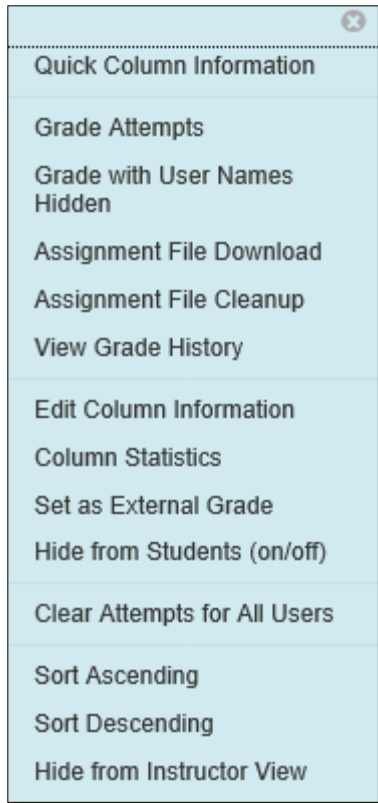 Quick Column Information
Grade Attempts
Grade with User Names
Hidden
Assignment File Download
Assignment File Cleanup
View Grade History
Edit Column Information
Column Statistics
Set as External Grade
Hide from Students (on/off)
Clear Attempts for All Users
Sort Ascending
Sort Descending
Hide from Instructor View